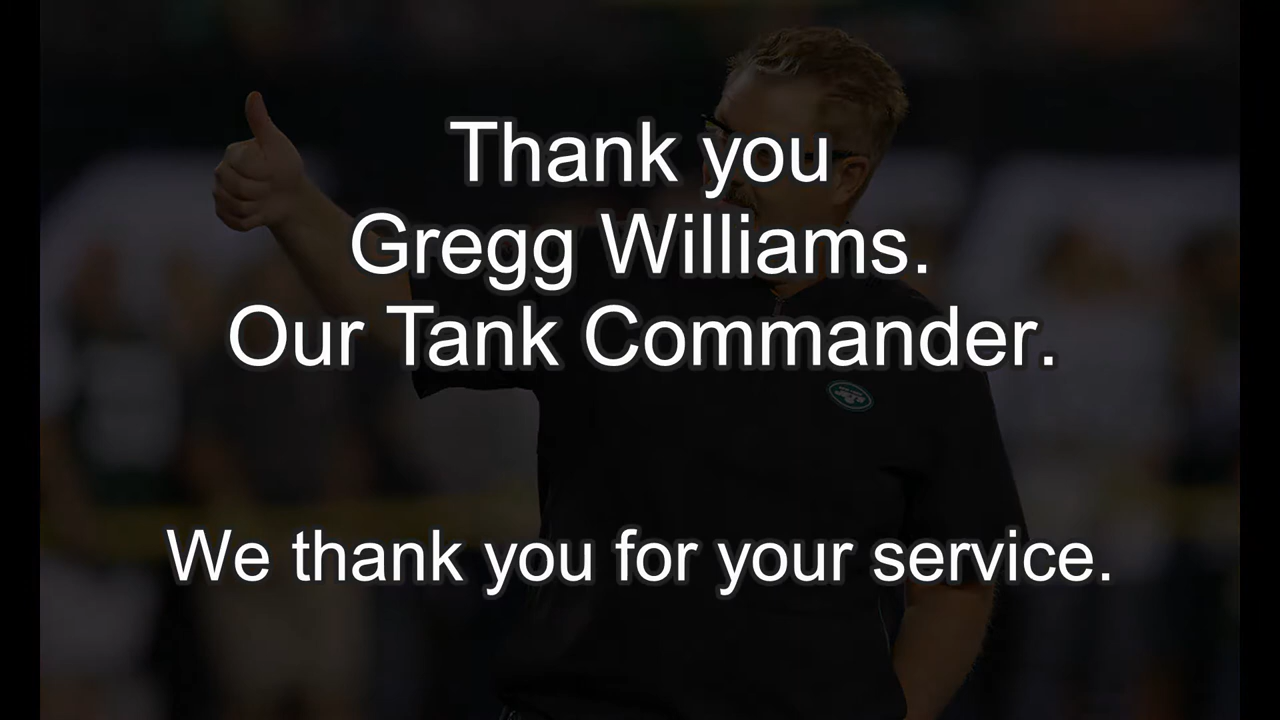 Thank you
Gregg Williams.
Our Tank Commander.
We thank you for your service.